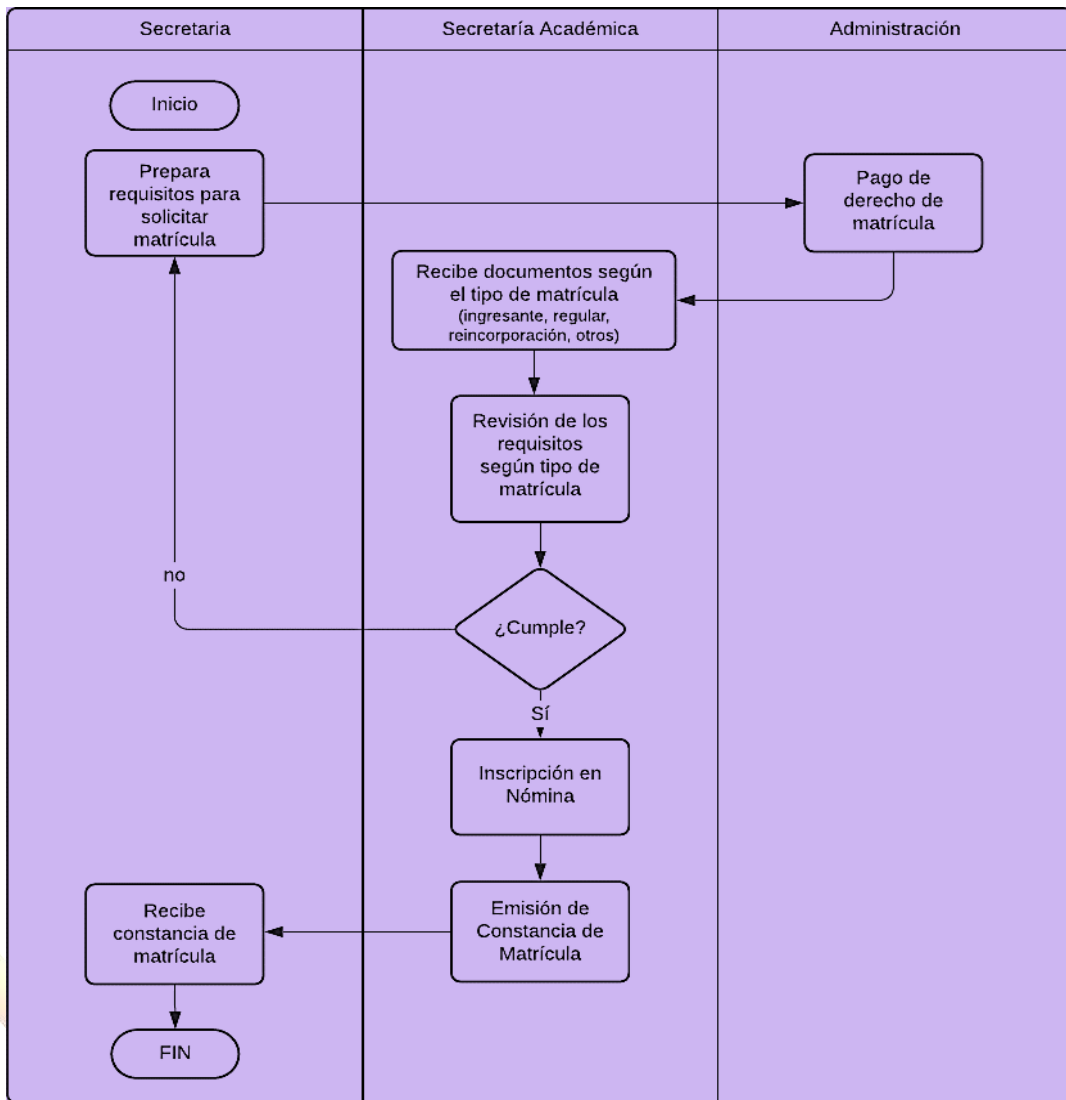 Secretaria
Secretaría Académica
Administración
Inicio
Prepara
requisitos para
solicitar
matrícula
Pago de
derecho de
matrícula
Recibe documentos según
el tipo de matrícula
(ingresante, regular,
reincorporación, otros)
Revisión de los
requisitos
según tipo de
matrícula
no
¿Cumple?
Sí
Inscripción en
Nómina
Emisión de
Constancia de
Matrícula
Recibe
constancia de
matrícula
FIN